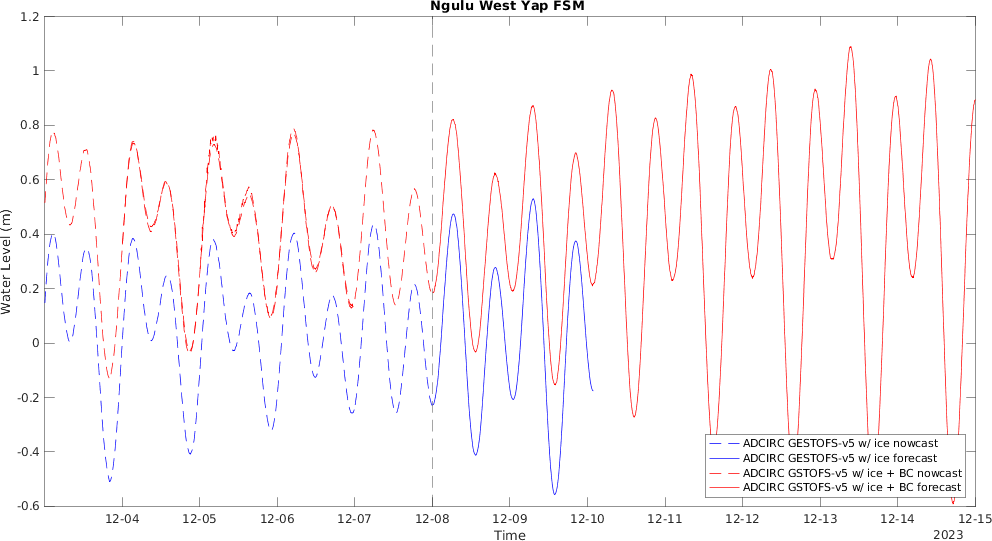 Ngulu West Yap FSM
1.2
1
0.8
0.6
0.4
0.2
0
-0.2
-0.4
-0.6
Water Level (m)
ADCIRC GESTOFS-v5 w/ ice nowcast
ADCIRC GESTOFS-v5 w/ ice forecast
ADCIRC GSTOFS-v5 w/ ice + BC nowcast
ADCIRC GSTOFS-v5 w/ ice + BC forecast
12-04 12-05 12-06 12-07 12-08 12-09 12-10 12-11 12-12 12-13 12-14 12-15
Time
2023